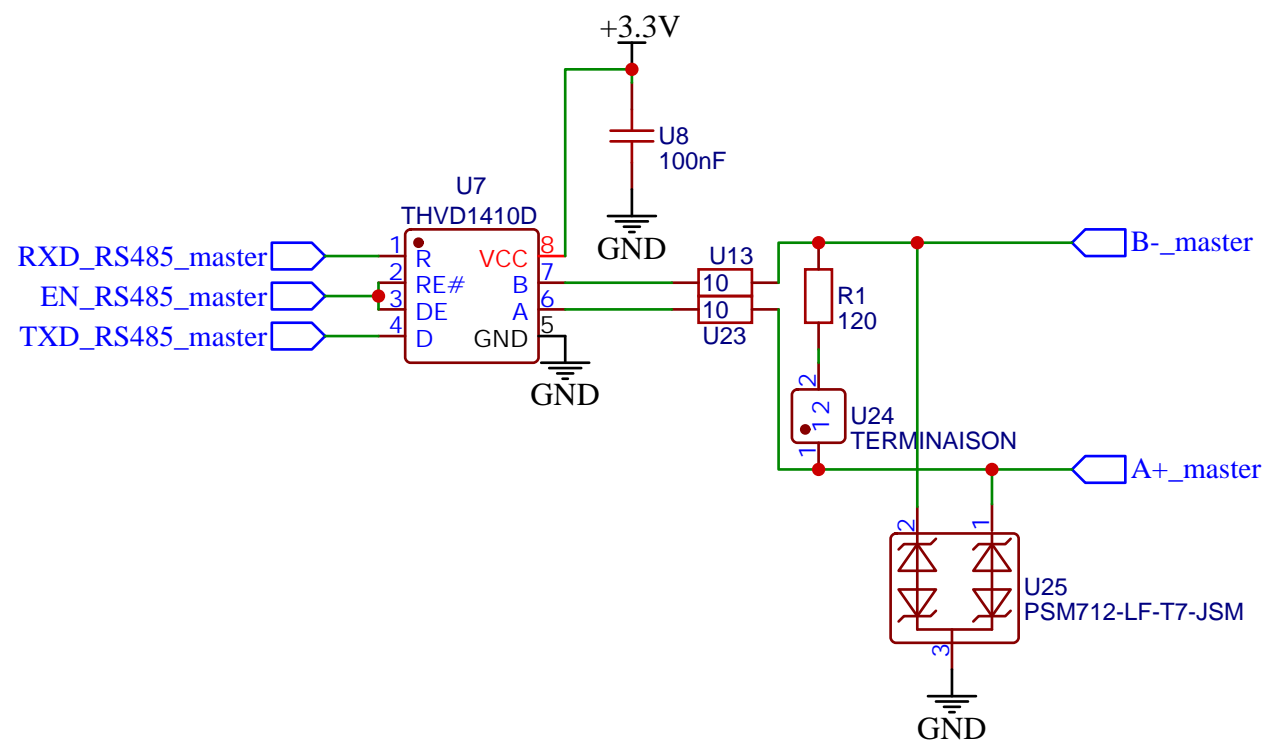 +3.3V
U8
100nF
GND
U7
THVD1410D
RXD_RS485_master
EN_RS485_master
TXD_RS485_master
1
2
3
4
R
RE#
DE
D
VCC
B
A
GND
8
7
6
5
GND
U13
10
10
U23
B-_master
R1
120
2
1 2
1
U24
TERMINAISON
A+_master
2
1
U25
PSM712-LF-T7-JSM
3
GND